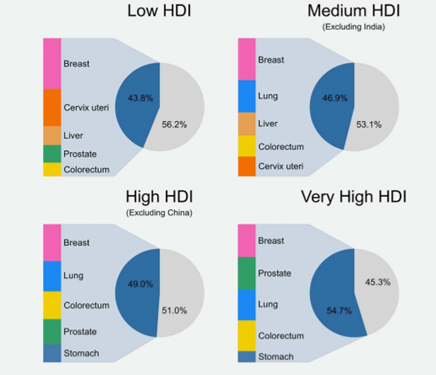 Low HDI
Breast
Cervix uteri
Liver
Prostate
Colorectum
43.8%
56.2%
Medium HDI
(Excluding India)
Breast
Lung
Liver
Colorectum
Cervix uteri
46.9%
53.1%
High HDI
(Excluding China)
Breast
Lung
Colorectum
Prostate
Stomach
49.0%
51.0%
Very High HDI
Breast
Prostate
Lung
Colorectum
Stomach
45.3%
54.7%